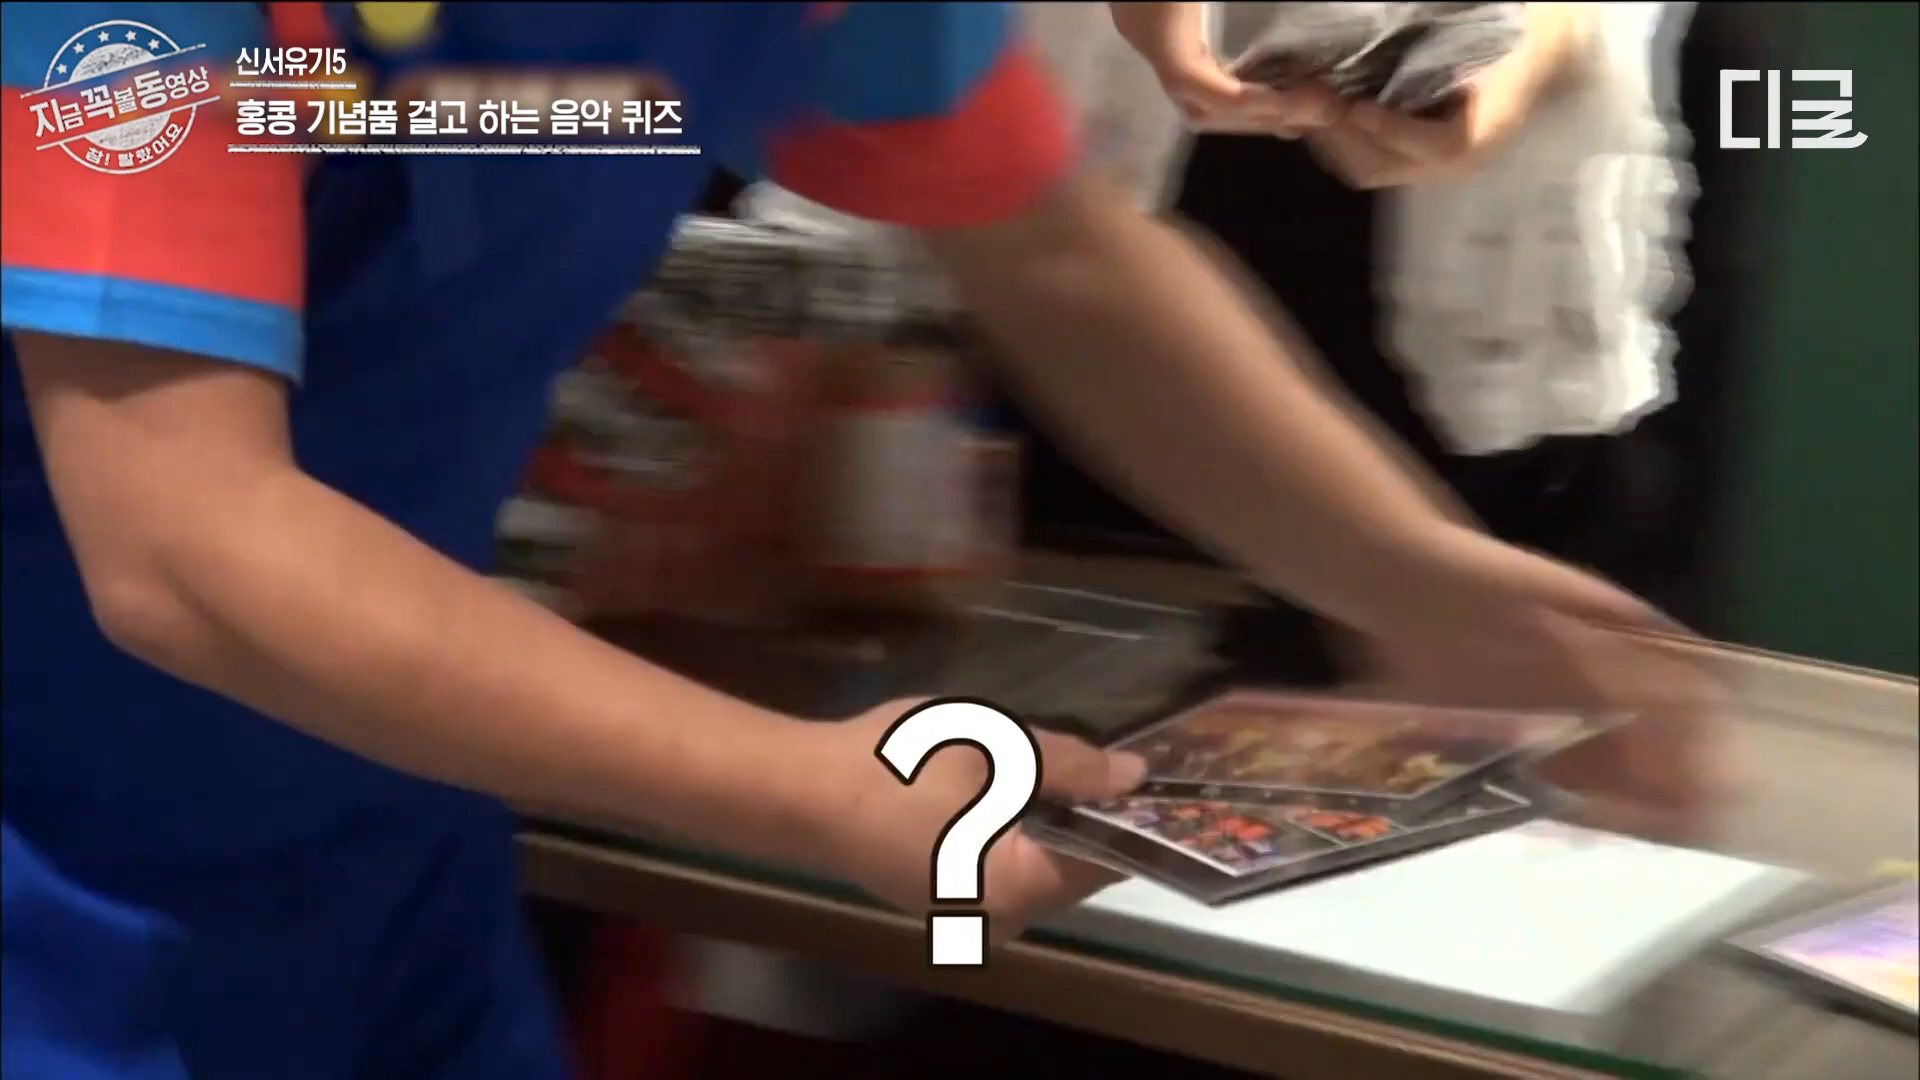 지금 꼭 볼 동영상
참! 잘 왔어요
신서유기5
홍콩 기념품 걸고 하는 음악 퀴즈
디글
?